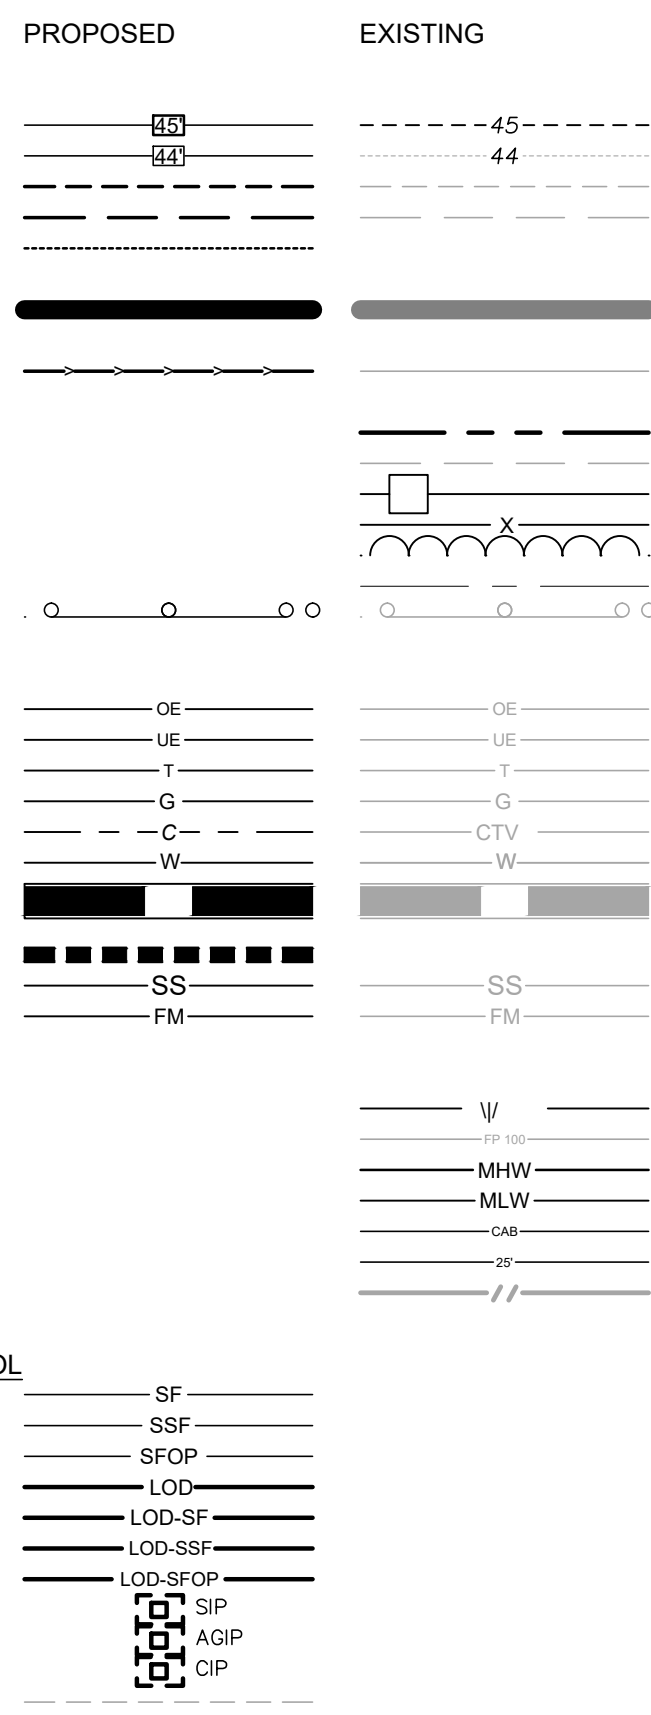 PROPOSED EXISTING
45' 45
44' 44
X
OE OE
UE UE
T T
G G
C CTV
W W
SS SS
FM FM
\|/
FP 100
MHW
MLW
CAB
25'
//
OL
SF
SSF
SFOP
LOD
LOD-SF
LOD-SSF
LOD-SFOP
SIP
AGIP
CIP